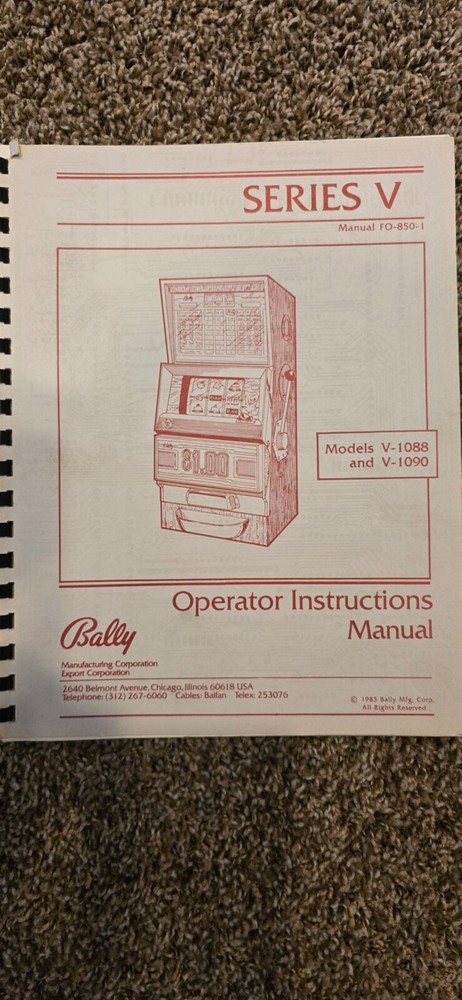 SERIES V
Manual FO-850-1
$1.00
Models V-1088
and V-1090
Operator Instructions
Manual
Bally
Manufacturing Corporation
Export Corporation
2640 Belmont Avenue, Chicago, Illinois 60618 USA
Telephone: (312) 267-6060 Cables: Balfan Telex: 253076
© 1983 Bally Mfg. Corp.
All Rights Reserved